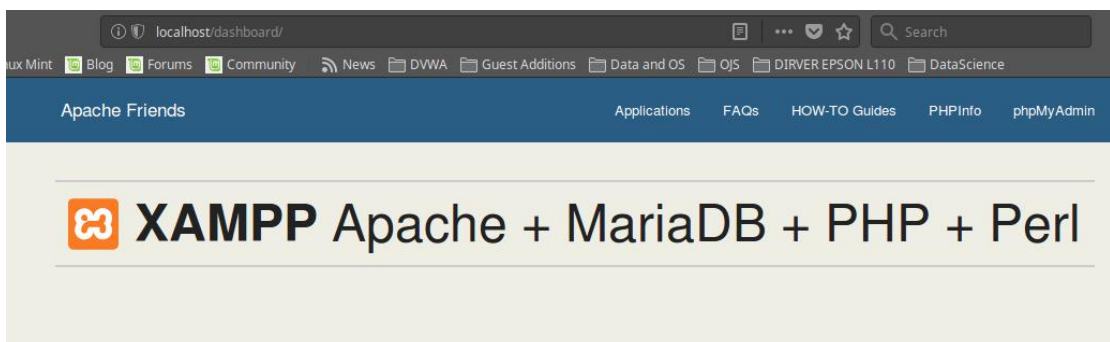 localhost/dashboard/
Search
nux Mint Blog Forums Community News DVWA Guest Additions Data and OS OJS DIRVER EPSON L110 DataScience
Apache Friends Applications FAQs HOW-TO Guides PHPInfo phpMyAdmin
XAMPP Apache + MariaDB + PHP + Perl